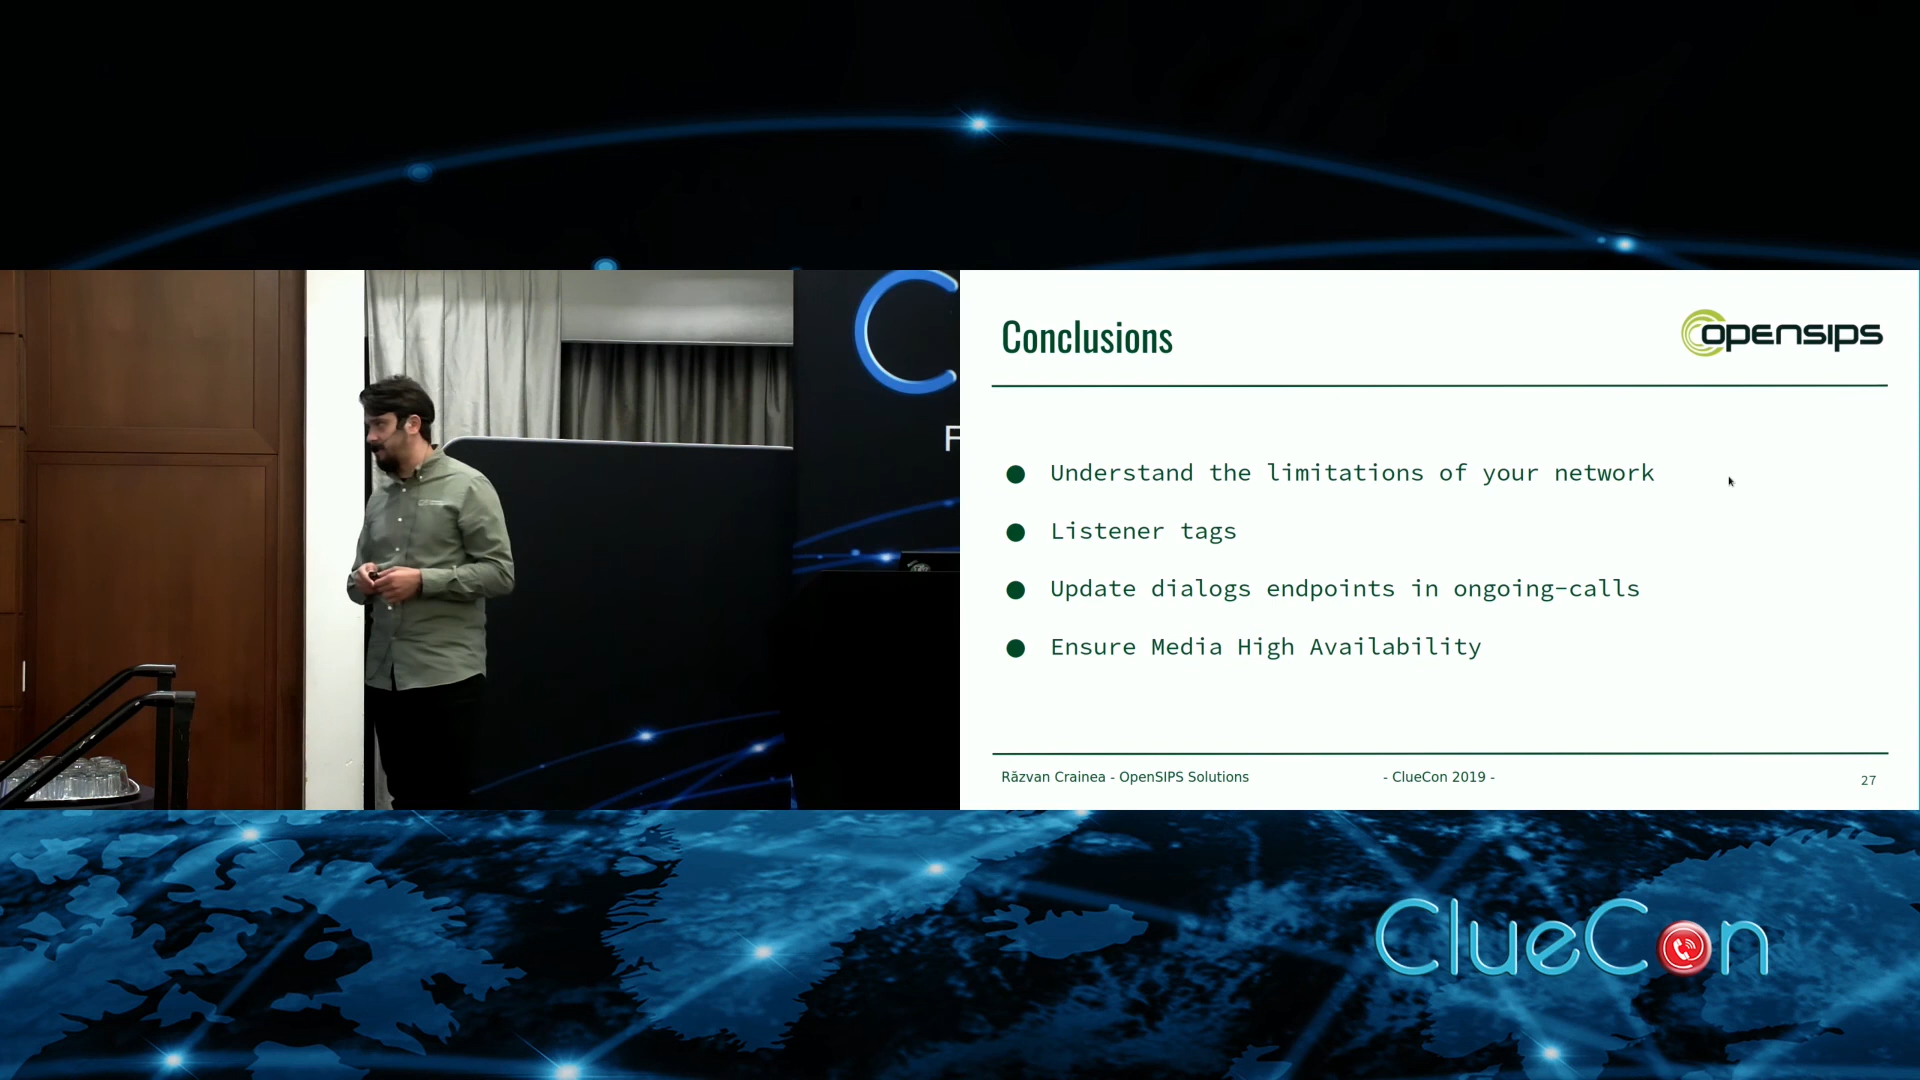 Conclusions
opensips
Understand the limitations of your network
Listener tags
Update dialogs endpoints in ongoing-calls
Ensure Media High Availability
Răzvan Crainea - OpenSIPS Solutions
- ClueCon 2019 -
27
C
F
ClueCon